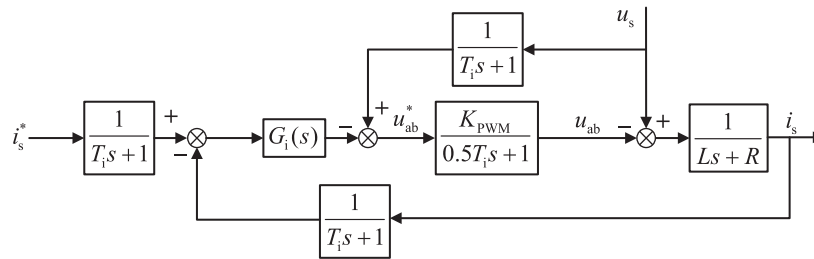 u_s
1
T_i s + 1
i_s^*
1
T_i s + 1
+
−
G_i(s)
−
+
u_ab^*
K_PWM
0.5T_i s + 1
u_ab
−
+
1
Ls + R
i_s
1
T_i s + 1